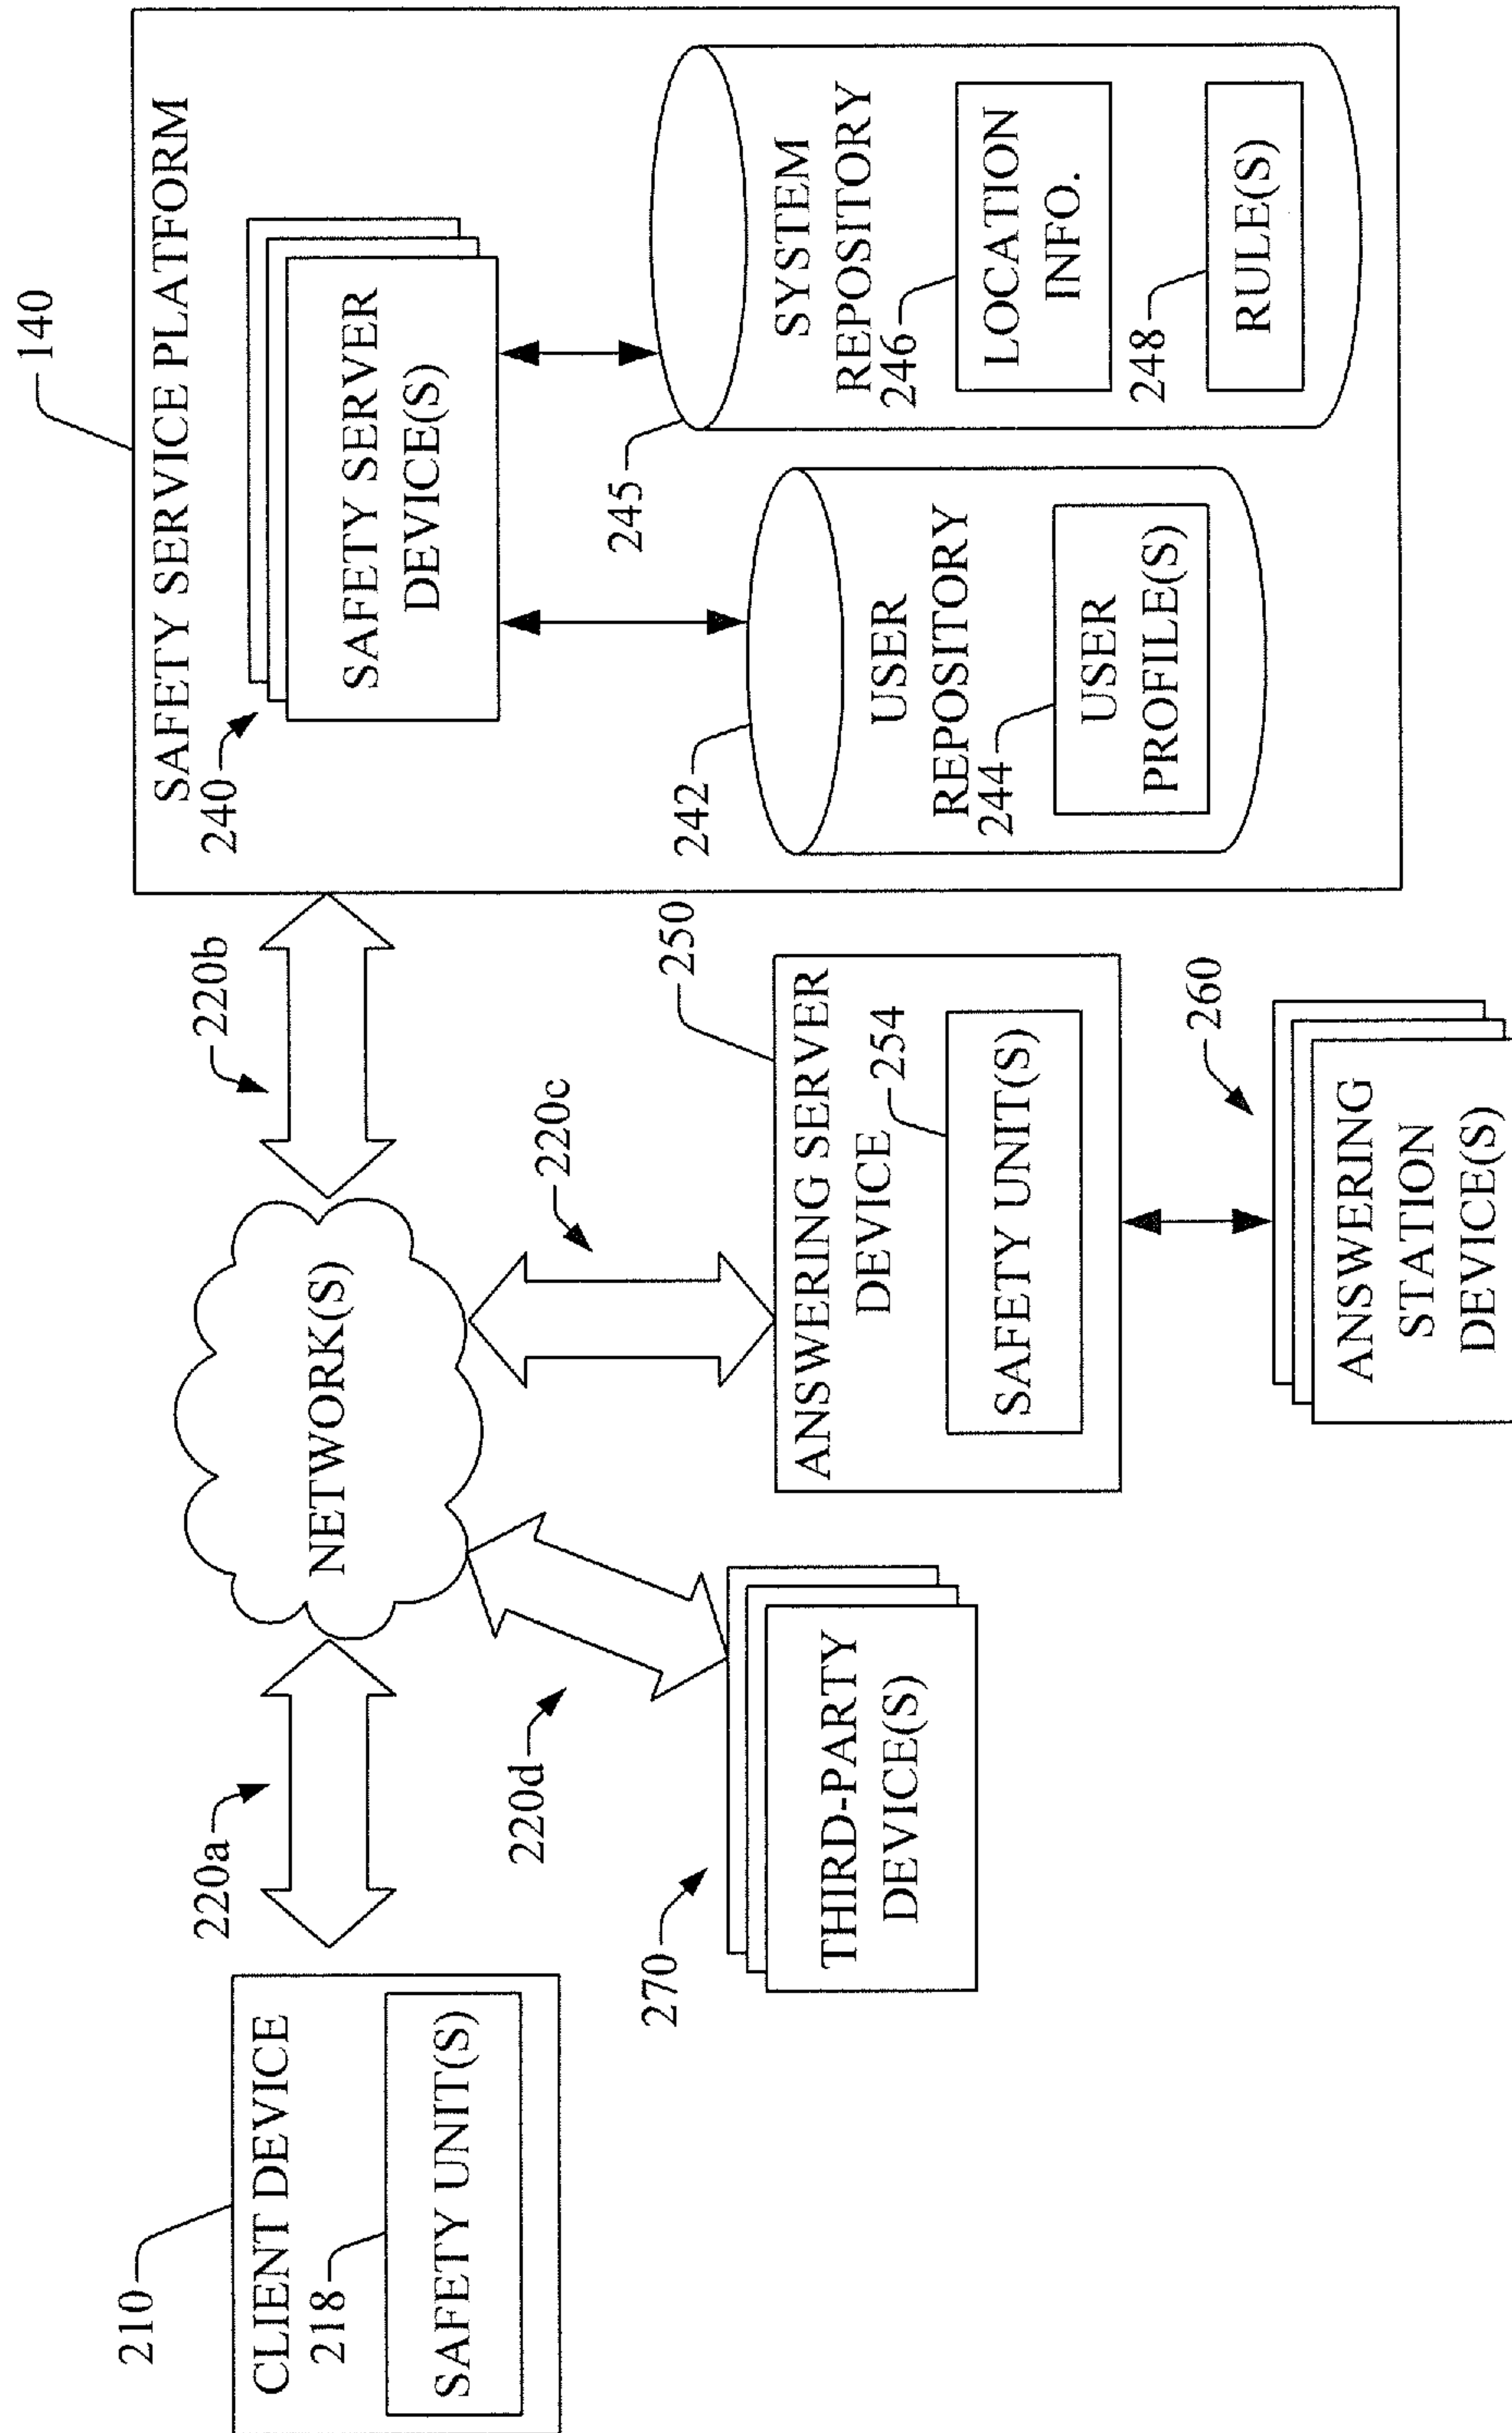 210
CLIENT DEVICE
218
SAFETY UNIT(S)
220a
NETWORK(S)
220b
220c
220d
270
THIRD-PARTY
DEVICE(S)
250
ANSWERING SERVER
DEVICE
254
SAFETY UNIT(S)
260
ANSWERING
STATION
DEVICE(S)
140
SAFETY SERVICE PLATFORM
240
SAFETY SERVER
DEVICE(S)
242
USER
REPOSITORY
244
USER
PROFILE(S)
245
SYSTEM
REPOSITORY
246
LOCATION
INFO.
248
RULE(S)